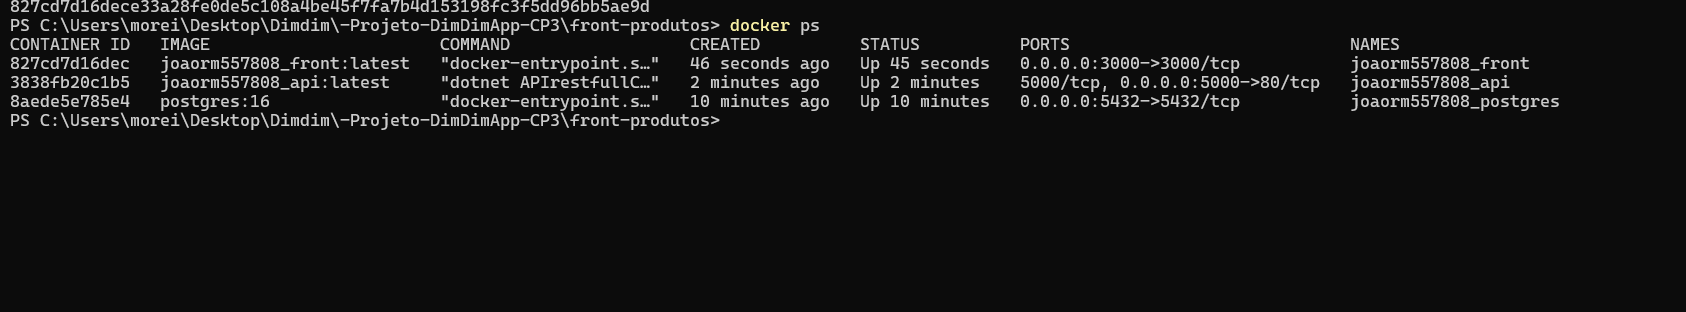 827cd7d16dece33a28fe0de5c108a4be45f7fa7b4d153198fc3f5dd96bb5ae9d
PS C:\Users\morei\Desktop\Dimdim\-Projeto-DimDimApp-CP3\front-produtos> docker ps
CONTAINER ID   IMAGE                       COMMAND                  CREATED          STATUS          PORTS                            NAMES
827cd7d16dec   joaorm557808_front:latest   "docker-entrypoint.s…"   46 seconds ago   Up 45 seconds   0.0.0.0:3000->3000/tcp           joaorm557808_front
3838fb20c1b5   joaorm557808_api:latest     "dotnet APIrestfullC…"   2 minutes ago    Up 2 minutes    5000/tcp, 0.0.0.0:5000->80/tcp   joaorm557808_api
8aede5e785e4   postgres:16                 "docker-entrypoint.s…"   10 minutes ago   Up 10 minutes   0.0.0.0:5432->5432/tcp           joaorm557808_postgres
PS C:\Users\morei\Desktop\Dimdim\-Projeto-DimDimApp-CP3\front-produtos>